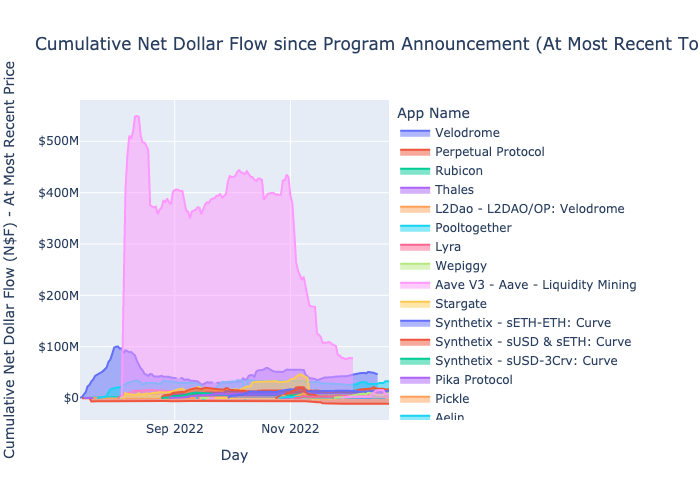 Cumulative Net Dollar Flow since Program Announcement (At Most Recent To
Cumulative Net Dollar Flow (N$F) - At Most Recent Price
$500M
$400M
$300M
$200M
$100M
$0
Sep 2022
Nov 2022
Day
App Name
Velodrome
Perpetual Protocol
Rubicon
Thales
L2Dao - L2DAO/OP: Velodrome
Pooltogether
Lyra
Wepiggy
Aave V3 - Aave - Liquidity Mining
Stargate
Synthetix - sETH-ETH: Curve
Synthetix - sUSD & sETH: Curve
Synthetix - sUSD-3Crv: Curve
Pika Protocol
Pickle
Aelin